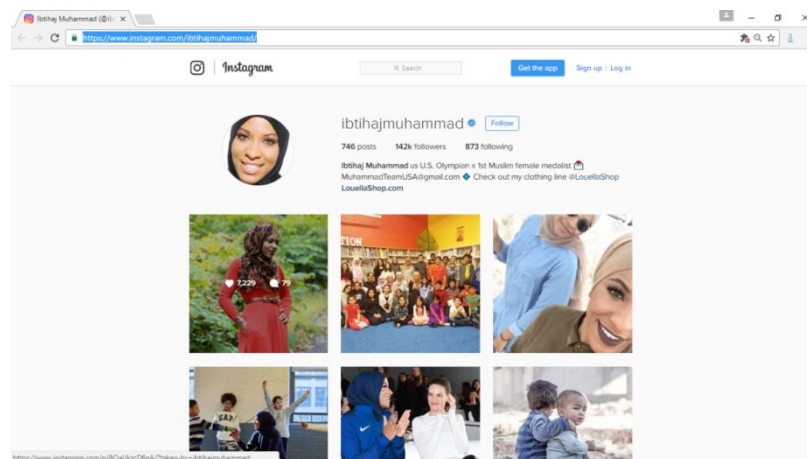 Ibtihaj Muhammad (@ib
https://www.instagram.com/ibtihajmuhammad/
Instagram
Search
Get the app
Sign up | Log in
ibtihajmuhammad
Follow
746 posts 142k followers 873 following
Ibtihaj Muhammad us U.S. Olympian x 1st Muslim female medalist
MuhammadTeamUSA@gmail.com Check out my clothing line @LouellaShop
LouellaShop.com
7,229 79
TION
GAP